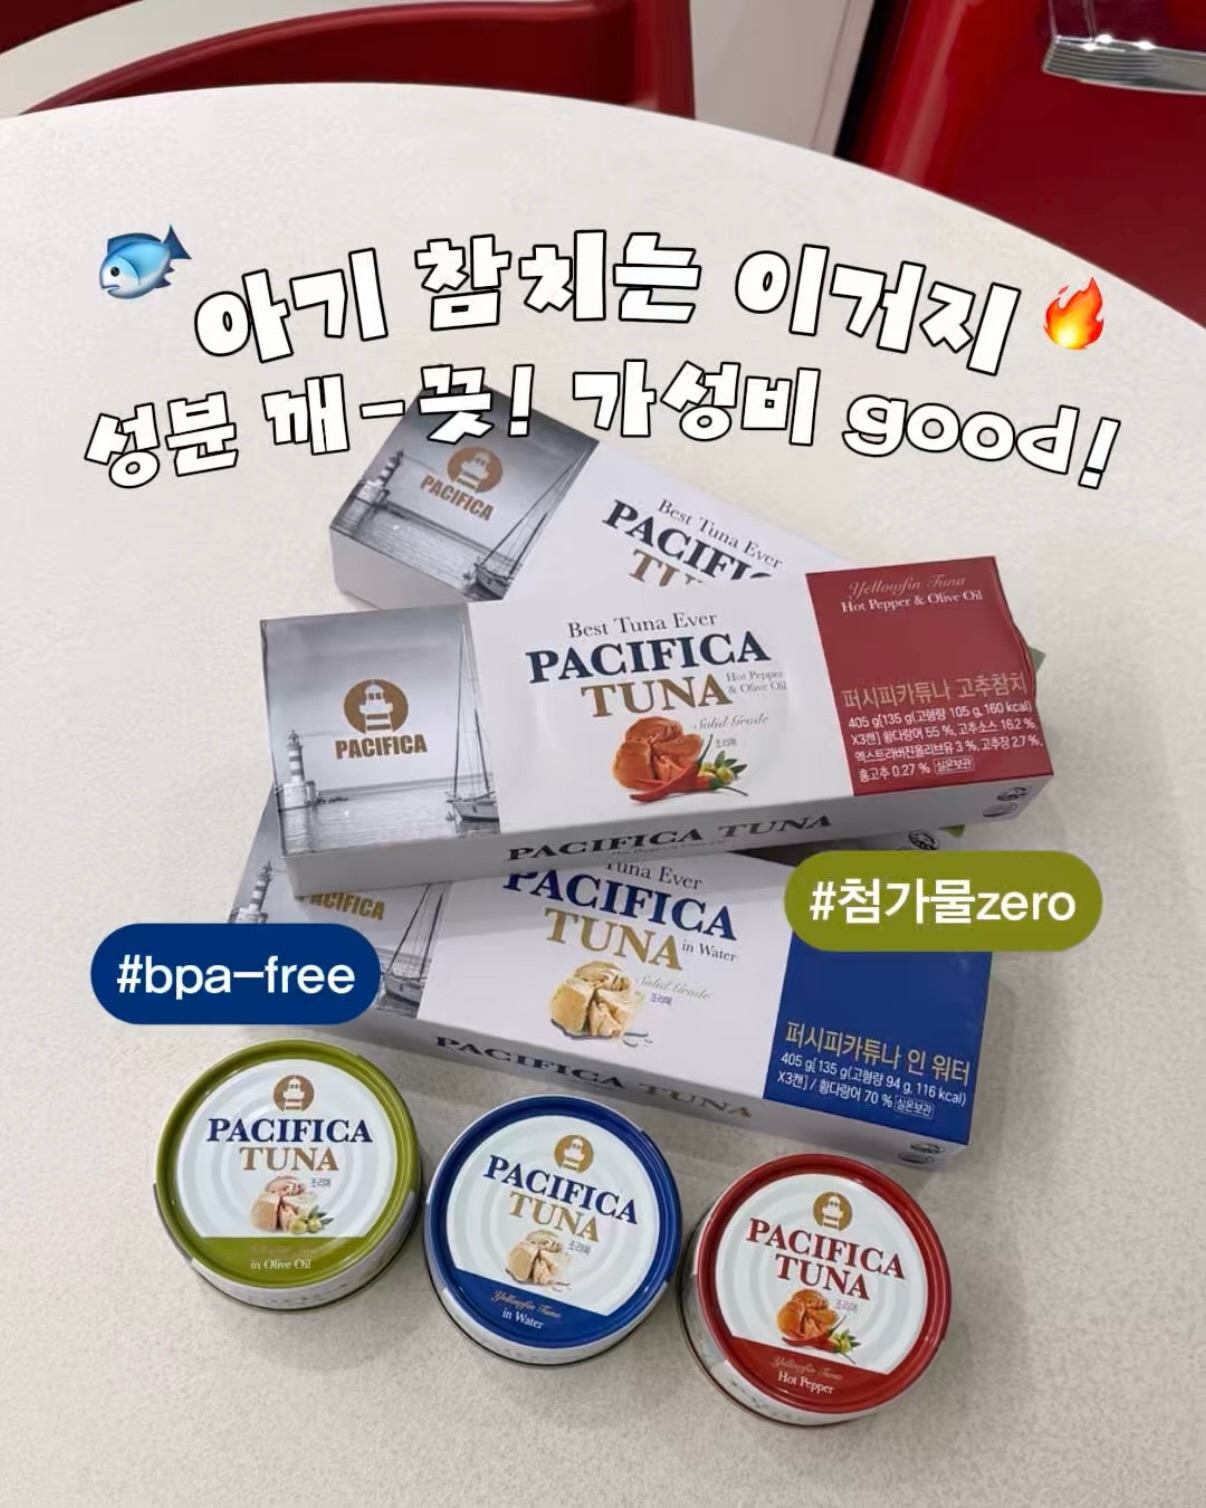 아기 참치는 이거지
성분 깨-끗! 가성비 good!
PACIFICA
Best Tuna Ever
PACIFIC
TU
Yellowfin Tuna
Hot Pepper & Olive Oil
Best Tuna Ever
PACIFICA
TUNA
Hot Pepper
& Olive Oil
Solid Grade
조리예
PACIFICA
퍼시피카튜나 고추참치
405 g[135 g(고형량 105 g, 160 kcal)
X3캔] 황다랑어 55 %, 고추소스 16.2 %,
엑스트라버진올리브유 3 %, 고추장 2.7 %,
홍고추 0.27 % 실온보관
PACIFICA TUNA
#첨가물zero
Tuna Ever
PACIFICA
TUNA
in Water
Solid Grade
조리예
PACIFICA
#bpa-free
퍼시피카튜나 인 워터
405 g[135 g(고형량 94 g, 116 kcal)
X3캔] / 황다랑어 70 % 실온보관
PACIFICA TUNA
PACIFICA
TUNA
조리예
in Olive Oil
PACIFICA
TUNA
조리예
Yellowfin Tuna
in Water
PACIFICA
TUNA
조리예
Yellowfin Tuna
Hot Pepper